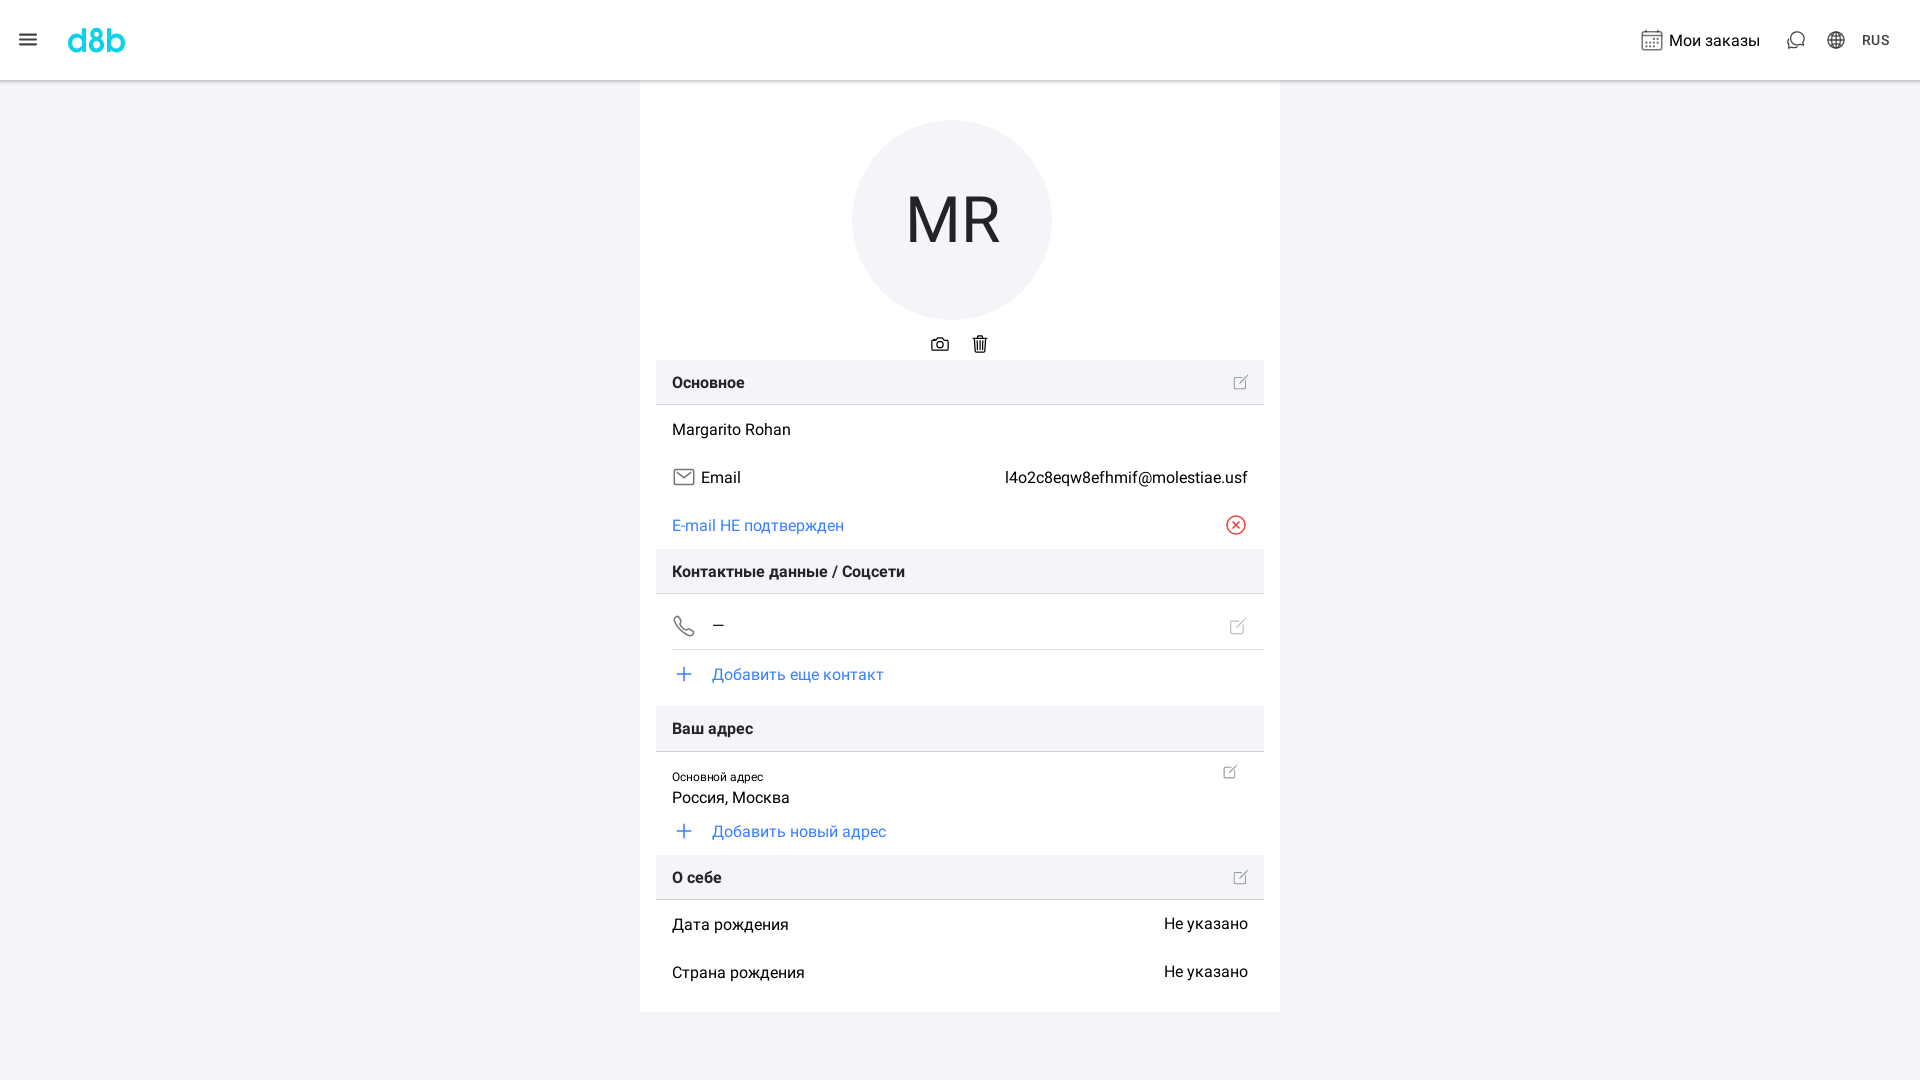 d8b
Мои заказы
RUS
MR
Основное
Margarito Rohan
Email
l4o2c8eqw8efhmif@molestiae.usf
E-mail НЕ подтвержден
Контактные данные / Соцсети
—
Добавить еще контакт
Ваш адрес
Основной адрес
Россия, Москва
Добавить новый адрес
О себе
Дата рождения
Не указано
Страна рождения
Не указано